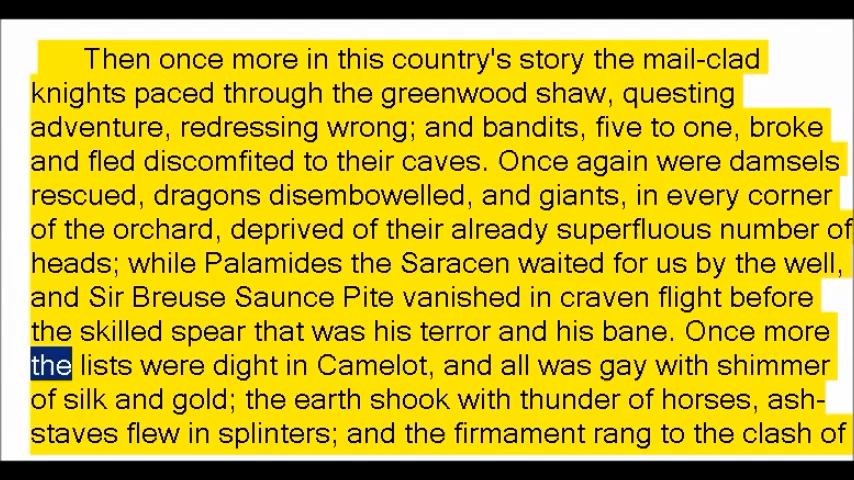 Then once more in this country's story the mail-clad
knights paced through the greenwood shaw, questing
adventure, redressing wrong; and bandits, five to one, broke
and fled discomfited to their caves. Once again were damsels
rescued, dragons disembowelled, and giants, in every corner
of the orchard, deprived of their already superfluous number of
heads; while Palamides the Saracen waited for us by the well,
and Sir Breuse Saunce Pite vanished in craven flight before
the skilled spear that was his terror and his bane. Once more
the lists were dight in Camelot, and all was gay with shimmer
of silk and gold; the earth shook with thunder of horses, ash-
staves flew in splinters; and the firmament rang to the clash of